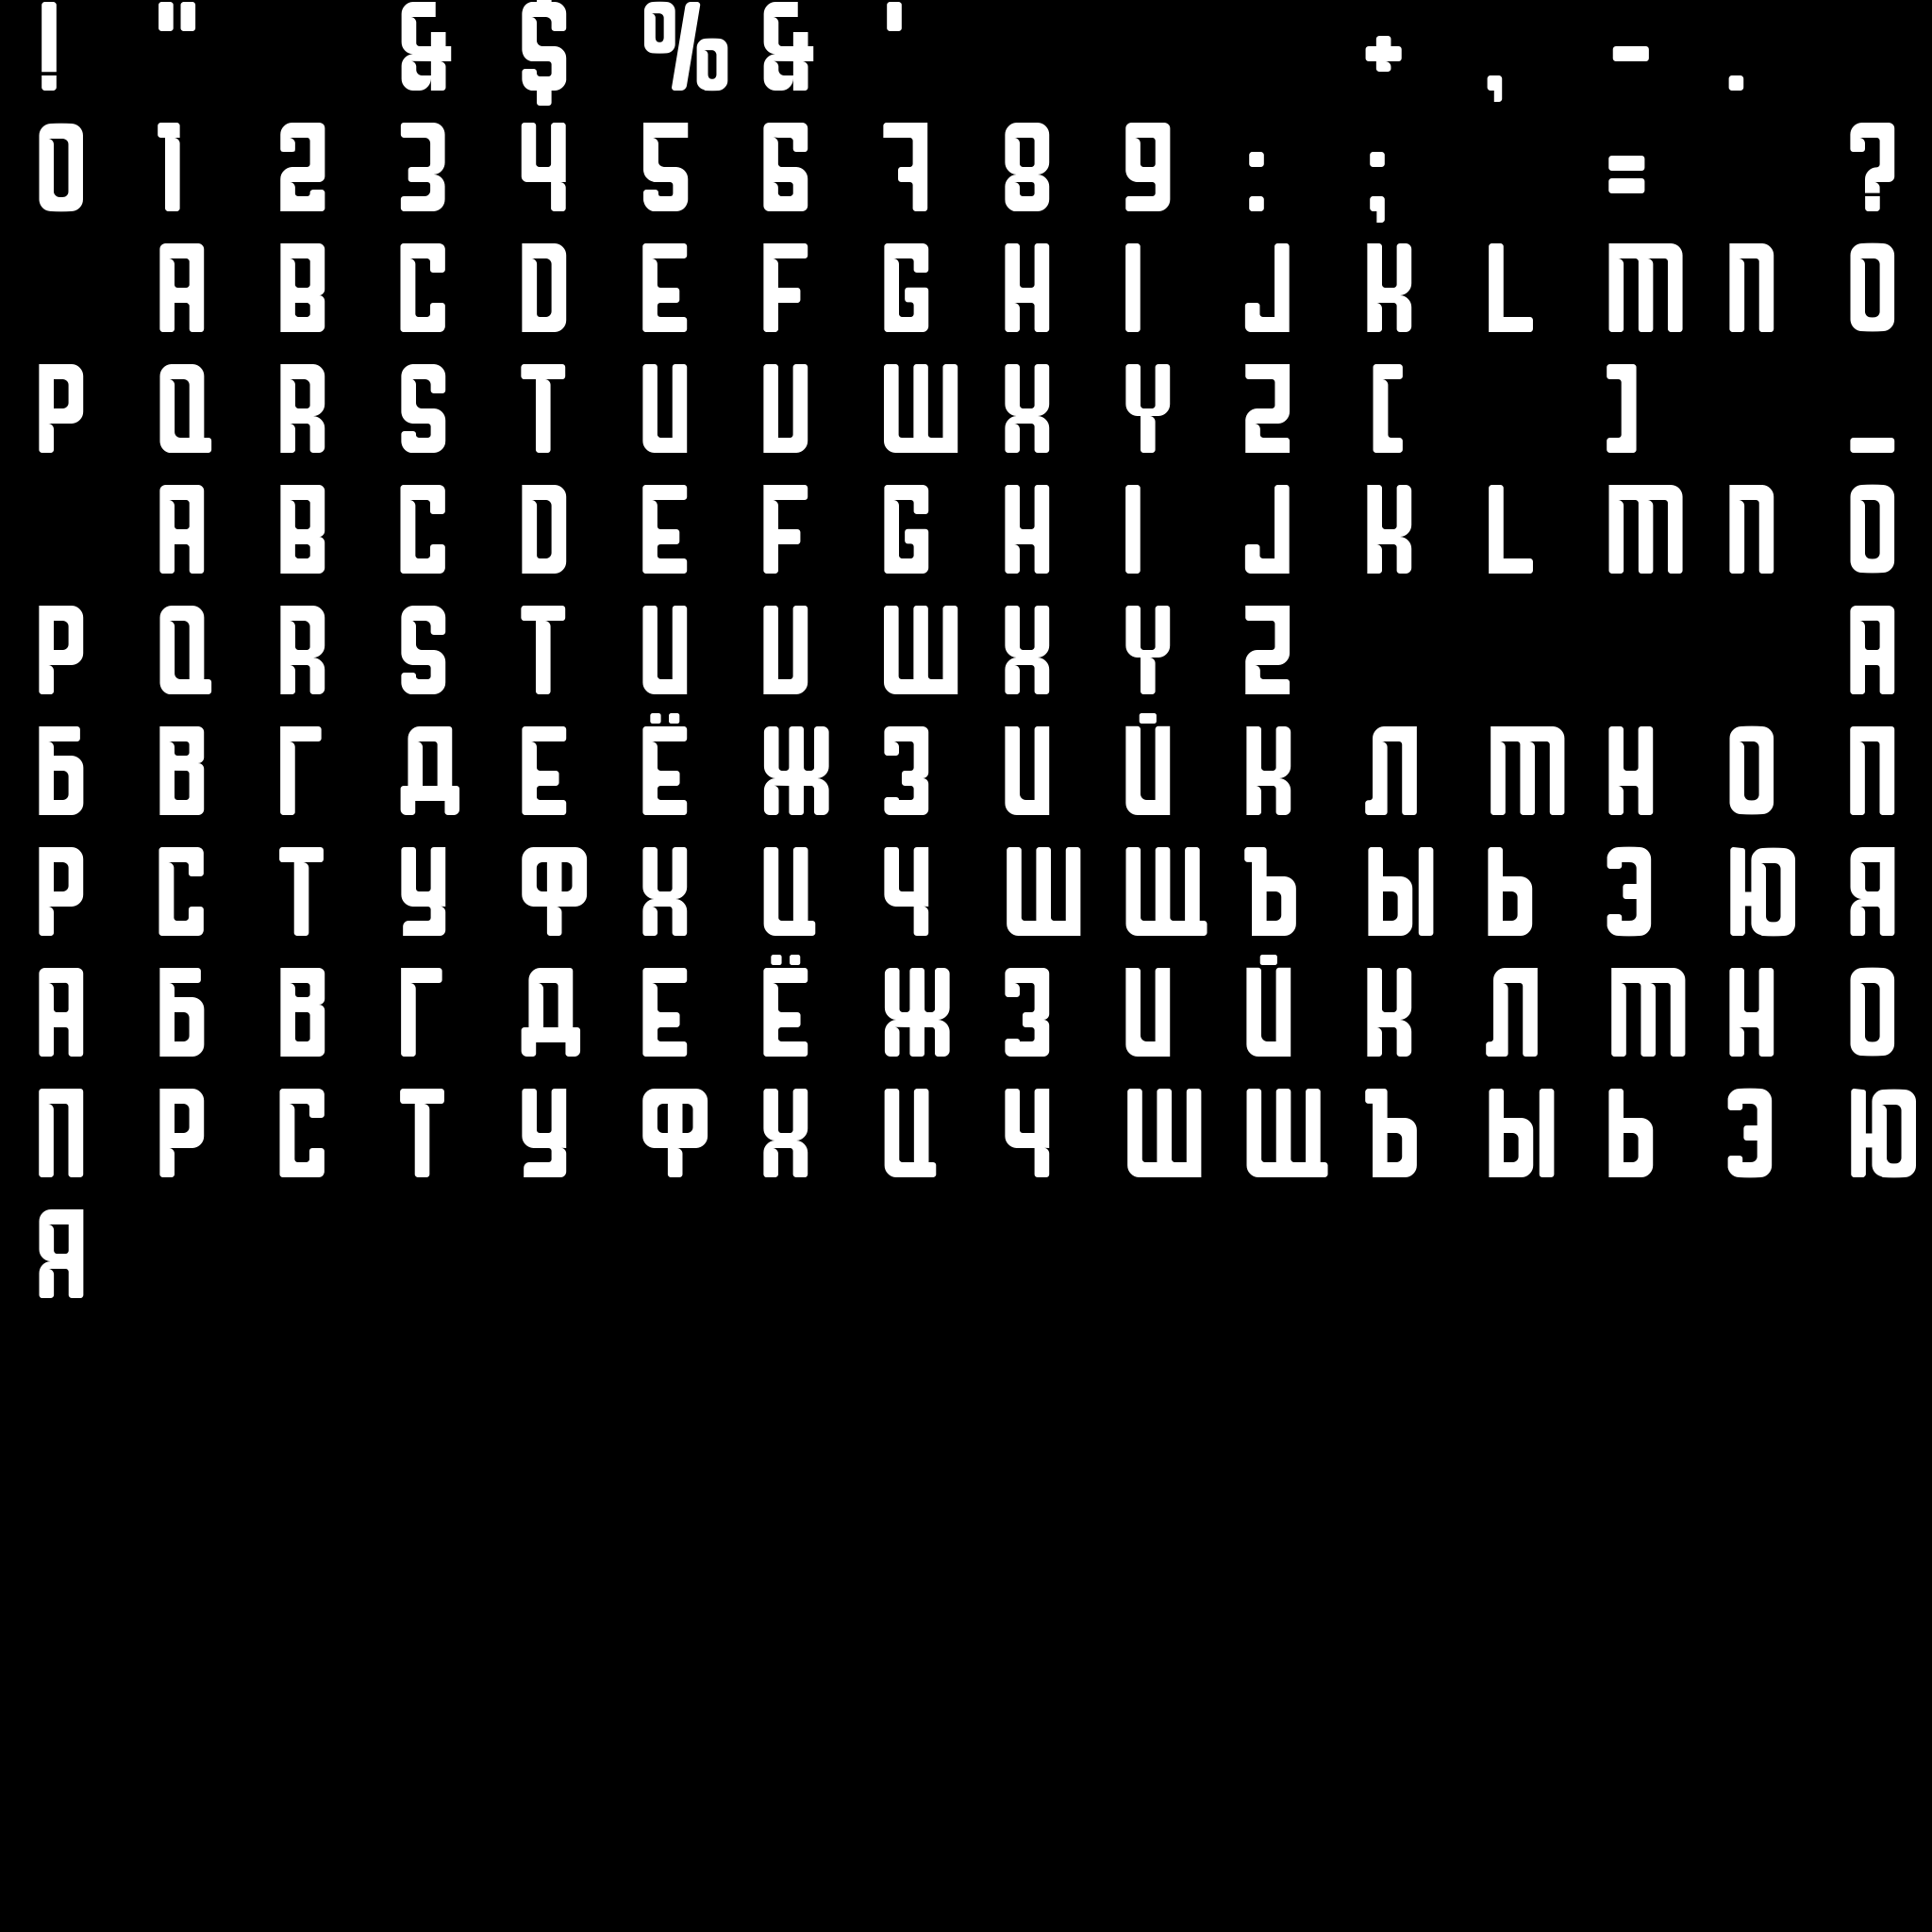 ! " & $ % & ' + , - .
0 1 2 3 4 5 6 7 8 9 : ; = ?
A B C D E F G H I J K L M N O
P Q R S T U V W X Y Z [ ] _
A B C D E F G H I J K L M N O
P Q R S T U V W X Y Z А
Б В Г Д Е Ё Ж З И Й К Л М Н О П
Р С Т У Ф Х Ц Ч Ш Щ Ъ Ы Ь Э Ю Я
А Б В Г Д Е Ё Ж З И Й К Л М Н О
П Р С Т У Ф Х Ц Ч Ш Щ Ъ Ы Ь Э Ю
Я